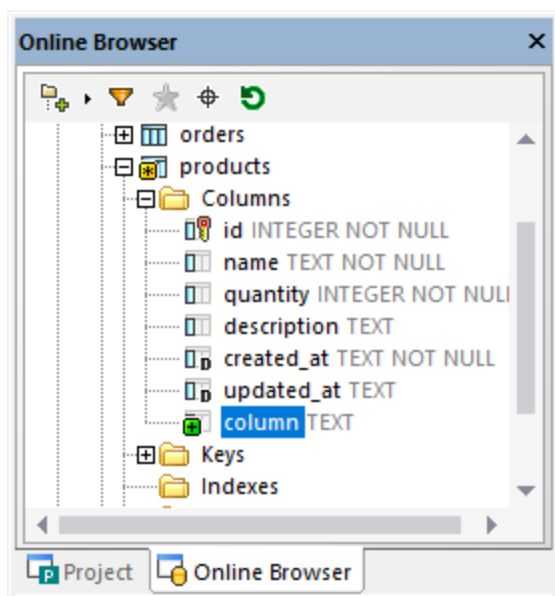 Online Browser
orders
products
Columns
id INTEGER NOT NULL
name TEXT NOT NULL
quantity INTEGER NOT NULL
description TEXT
created_at TEXT NOT NULL
updated_at TEXT
column TEXT
Keys
Indexes
Project Online Browser